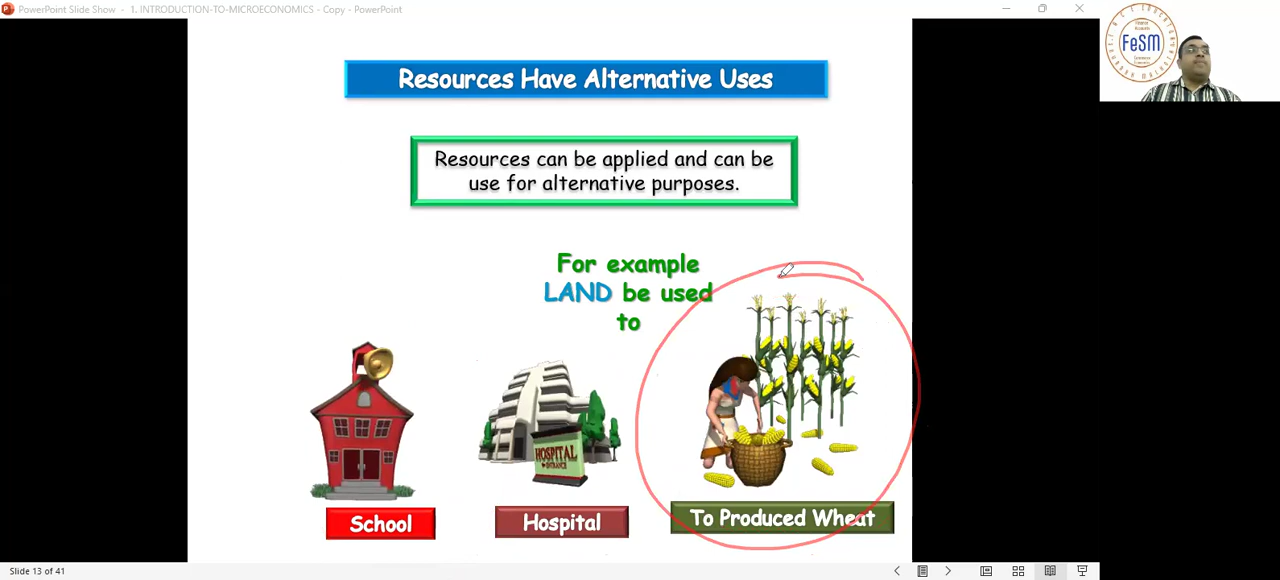 PowerPoint Slide Show - 1. INTRODUCTION-TO-MICROECONOMICS - Copy - PowerPoint
FeSM
Resources Have Alternative Uses
Resources can be applied and can be
use for alternative purposes.
For example
LAND be used
to
HOSPITAL
ENTRANCE
School
Hospital
To Produced Wheat
Slide 13 of 41